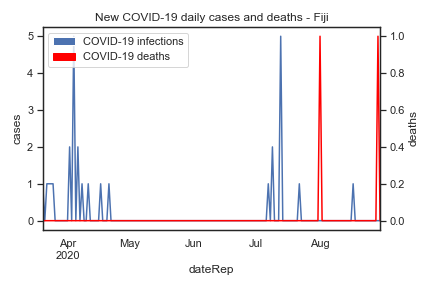 New COVID-19 daily cases and deaths - Fiji
COVID-19 infections
COVID-19 deaths
5
4
3
2
1
0
cases
1.0
0.8
0.6
0.4
0.2
0.0
deaths
Apr
2020
May
Jun
Jul
Aug
dateRep